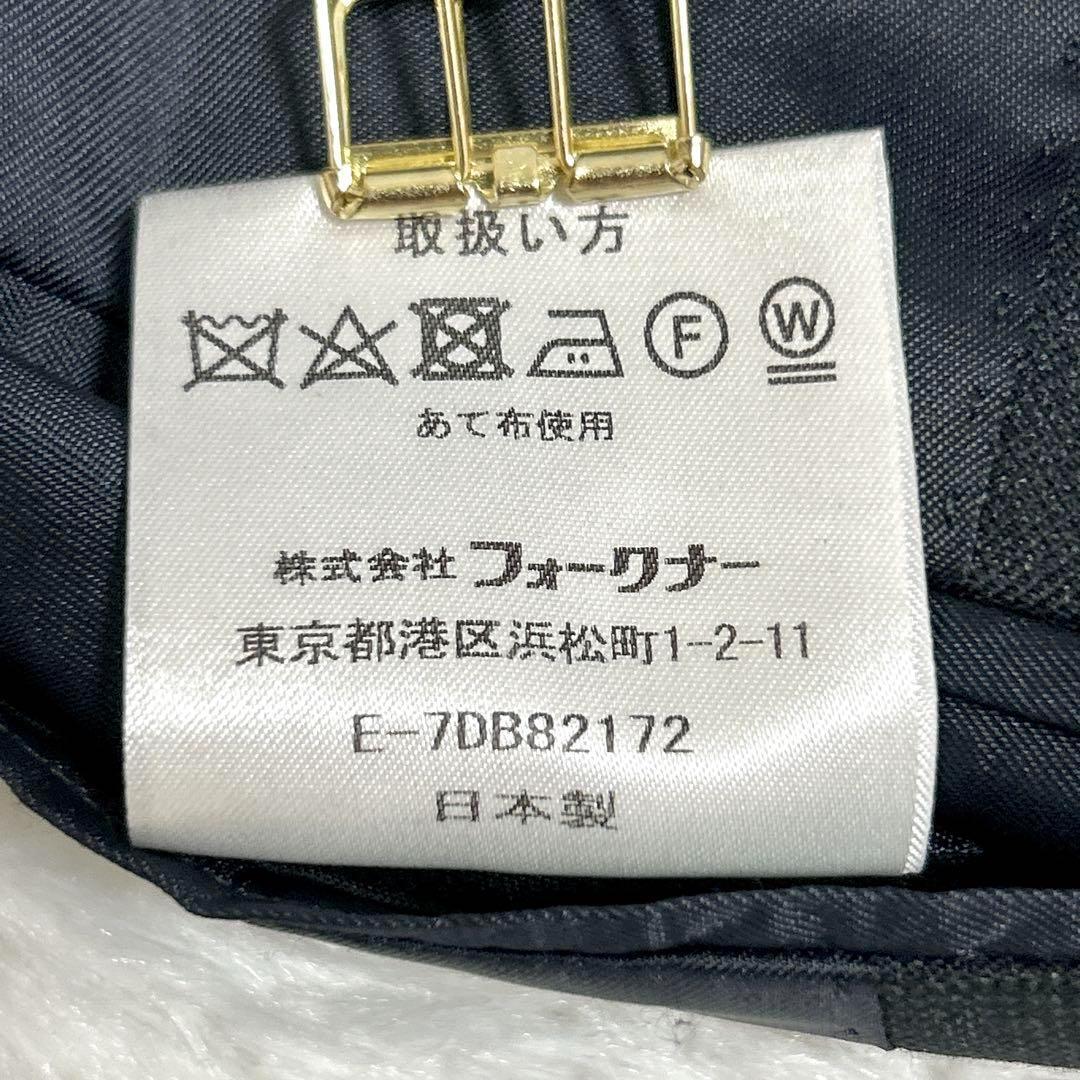 取扱い方
F
W
あて布使用
株式会社フォークナー
東京都港区浜松町1-2-11
E-7DB82172
日本製